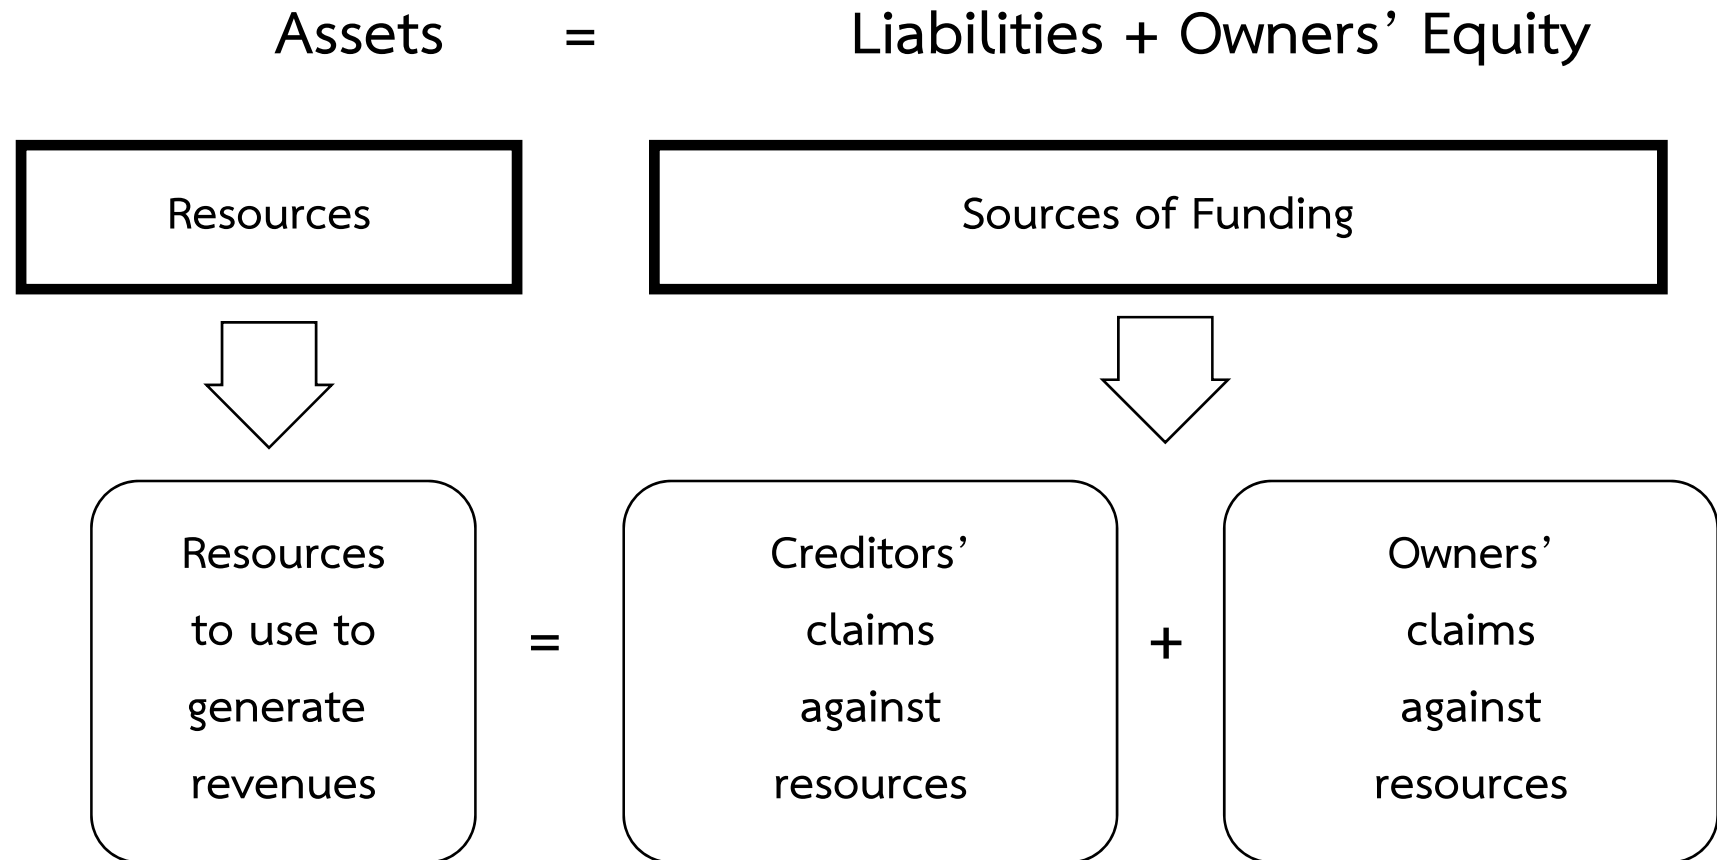 Assets = Liabilities + Owners’ Equity
Resources
Sources of Funding
Resources
to use to
generate
revenues
=
Creditors’
claims
against
resources
+
Owners’
claims
against
resources